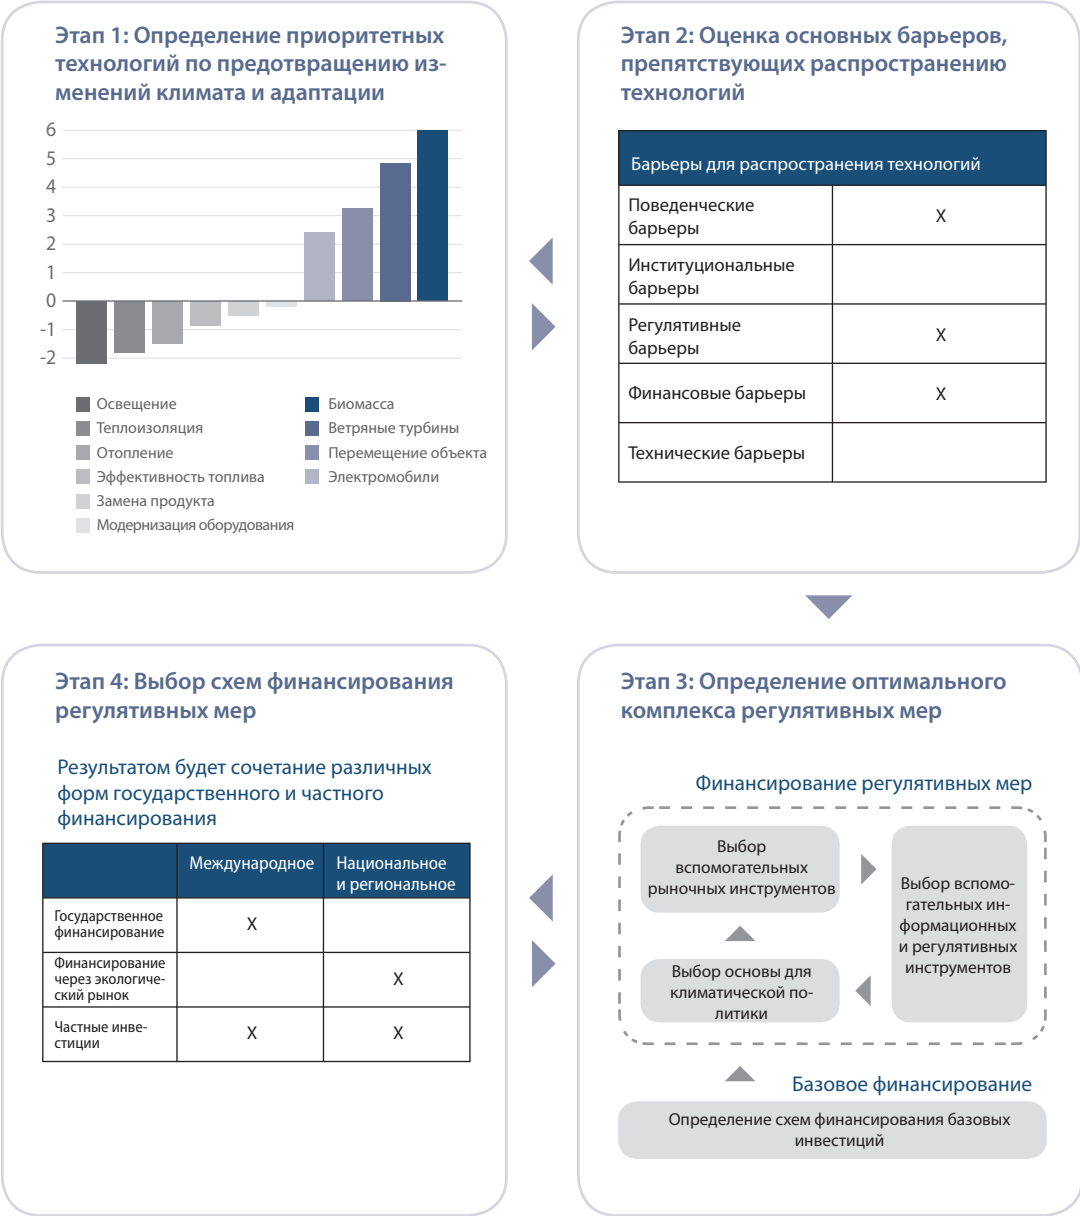 Этап 1: Определение приоритетных
технологий по предотвращению из-
менений климата и адаптации
6
5
4
3
2
1
0
-1
-2
Освещение
Теплоизоляция
Отопление
Эффективность топлива
Замена продукта
Модернизация оборудования
Биомасса
Ветряные турбины
Перемещение объекта
Электромобили
Этап 2: Оценка основных барьеров,
препятствующих распространению
технологий
Барьеры для распространения технологий
Поведенческие
барьеры
X
Институциональные
барьеры
Регулятивные
барьеры
X
Финансовые барьеры
X
Технические барьеры
Этап 4: Выбор схем финансирования
регулятивных мер
Результатом будет сочетание различных
форм государственного и частного
финансирования
Международное
Национальное
и региональное
Государственное
финансирование
X
Финансирование
через экологиче-
ский рынок
X
Частные инве-
стиции
X
X
Этап 3: Определение оптимального
комплекса регулятивных мер
Финансирование регулятивных мер
Выбор
вспомогательных
рыночных инструментов
Выбор вспомо-
гательных ин-
формационных
и регулятивных
инструментов
Выбор основы для
климатической по-
литики
Базовое финансирование
Определение схем финансирования базовых
инвестиций